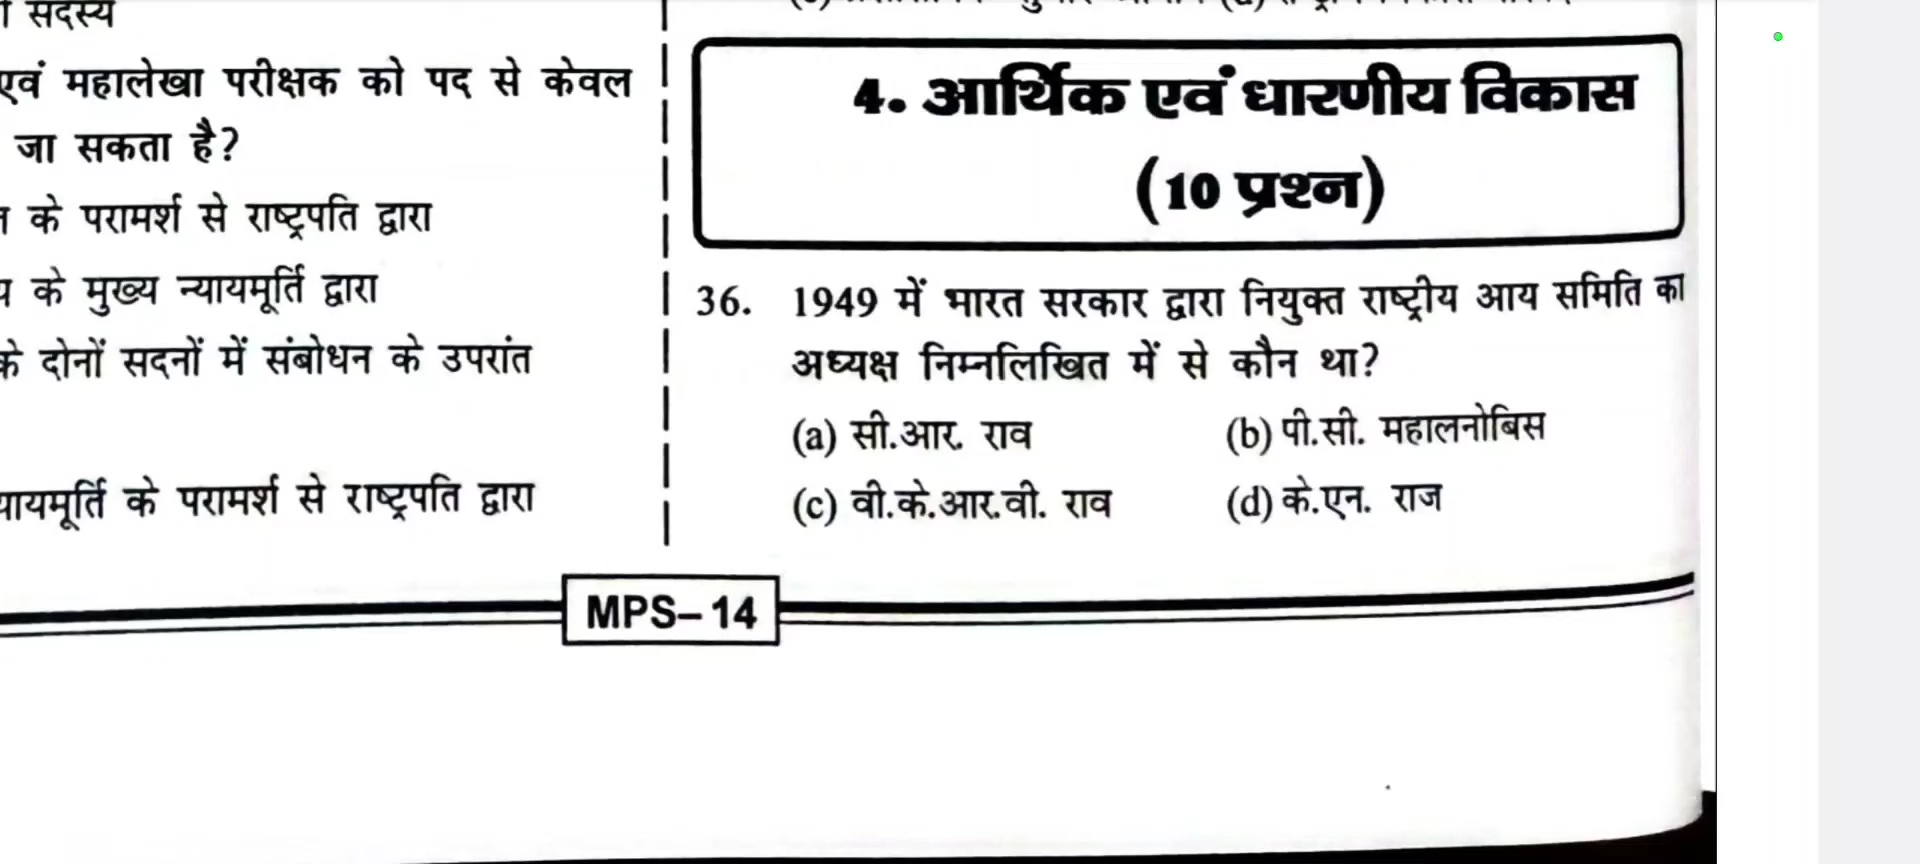 सदस्य
एवं महालेखा परीक्षक को पद से केवल
जा सकता है?
के परामर्श से राष्ट्रपति द्वारा
के मुख्य न्यायमूर्ति द्वारा
के दोनों सदनों में संबोधन के उपरांत
यायमूर्ति के परामर्श से राष्ट्रपति द्वारा
4. आर्थिक एवं धारणीय विकास
(10 प्रश्न)
36. 1949 में भारत सरकार द्वारा नियुक्त राष्ट्रीय आय समिति का
अध्यक्ष निम्नलिखित में से कौन था?
(a) सी.आर. राव (b) पी.सी. महालनोबिस
(c) वी.के.आर.वी. राव (d) के.एन. राज
MPS–14